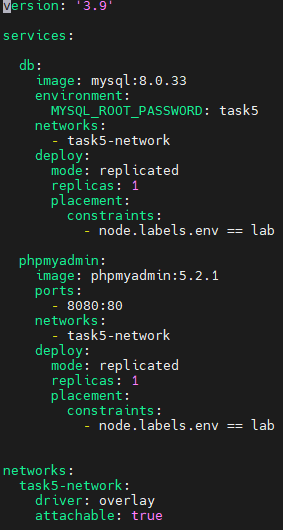 version: '3.9'
services:
db:
image: mysql:8.0.33
environment:
MYSQL_ROOT_PASSWORD: task5
networks:
- task5-network
deploy:
mode: replicated
replicas: 1
placement:
constraints:
- node.labels.env == lab
phpmyadmin:
image: phpmyadmin:5.2.1
ports:
- 8080:80
networks:
- task5-network
deploy:
mode: replicated
replicas: 1
placement:
constraints:
- node.labels.env == lab
networks:
task5-network:
driver: overlay
attachable: true